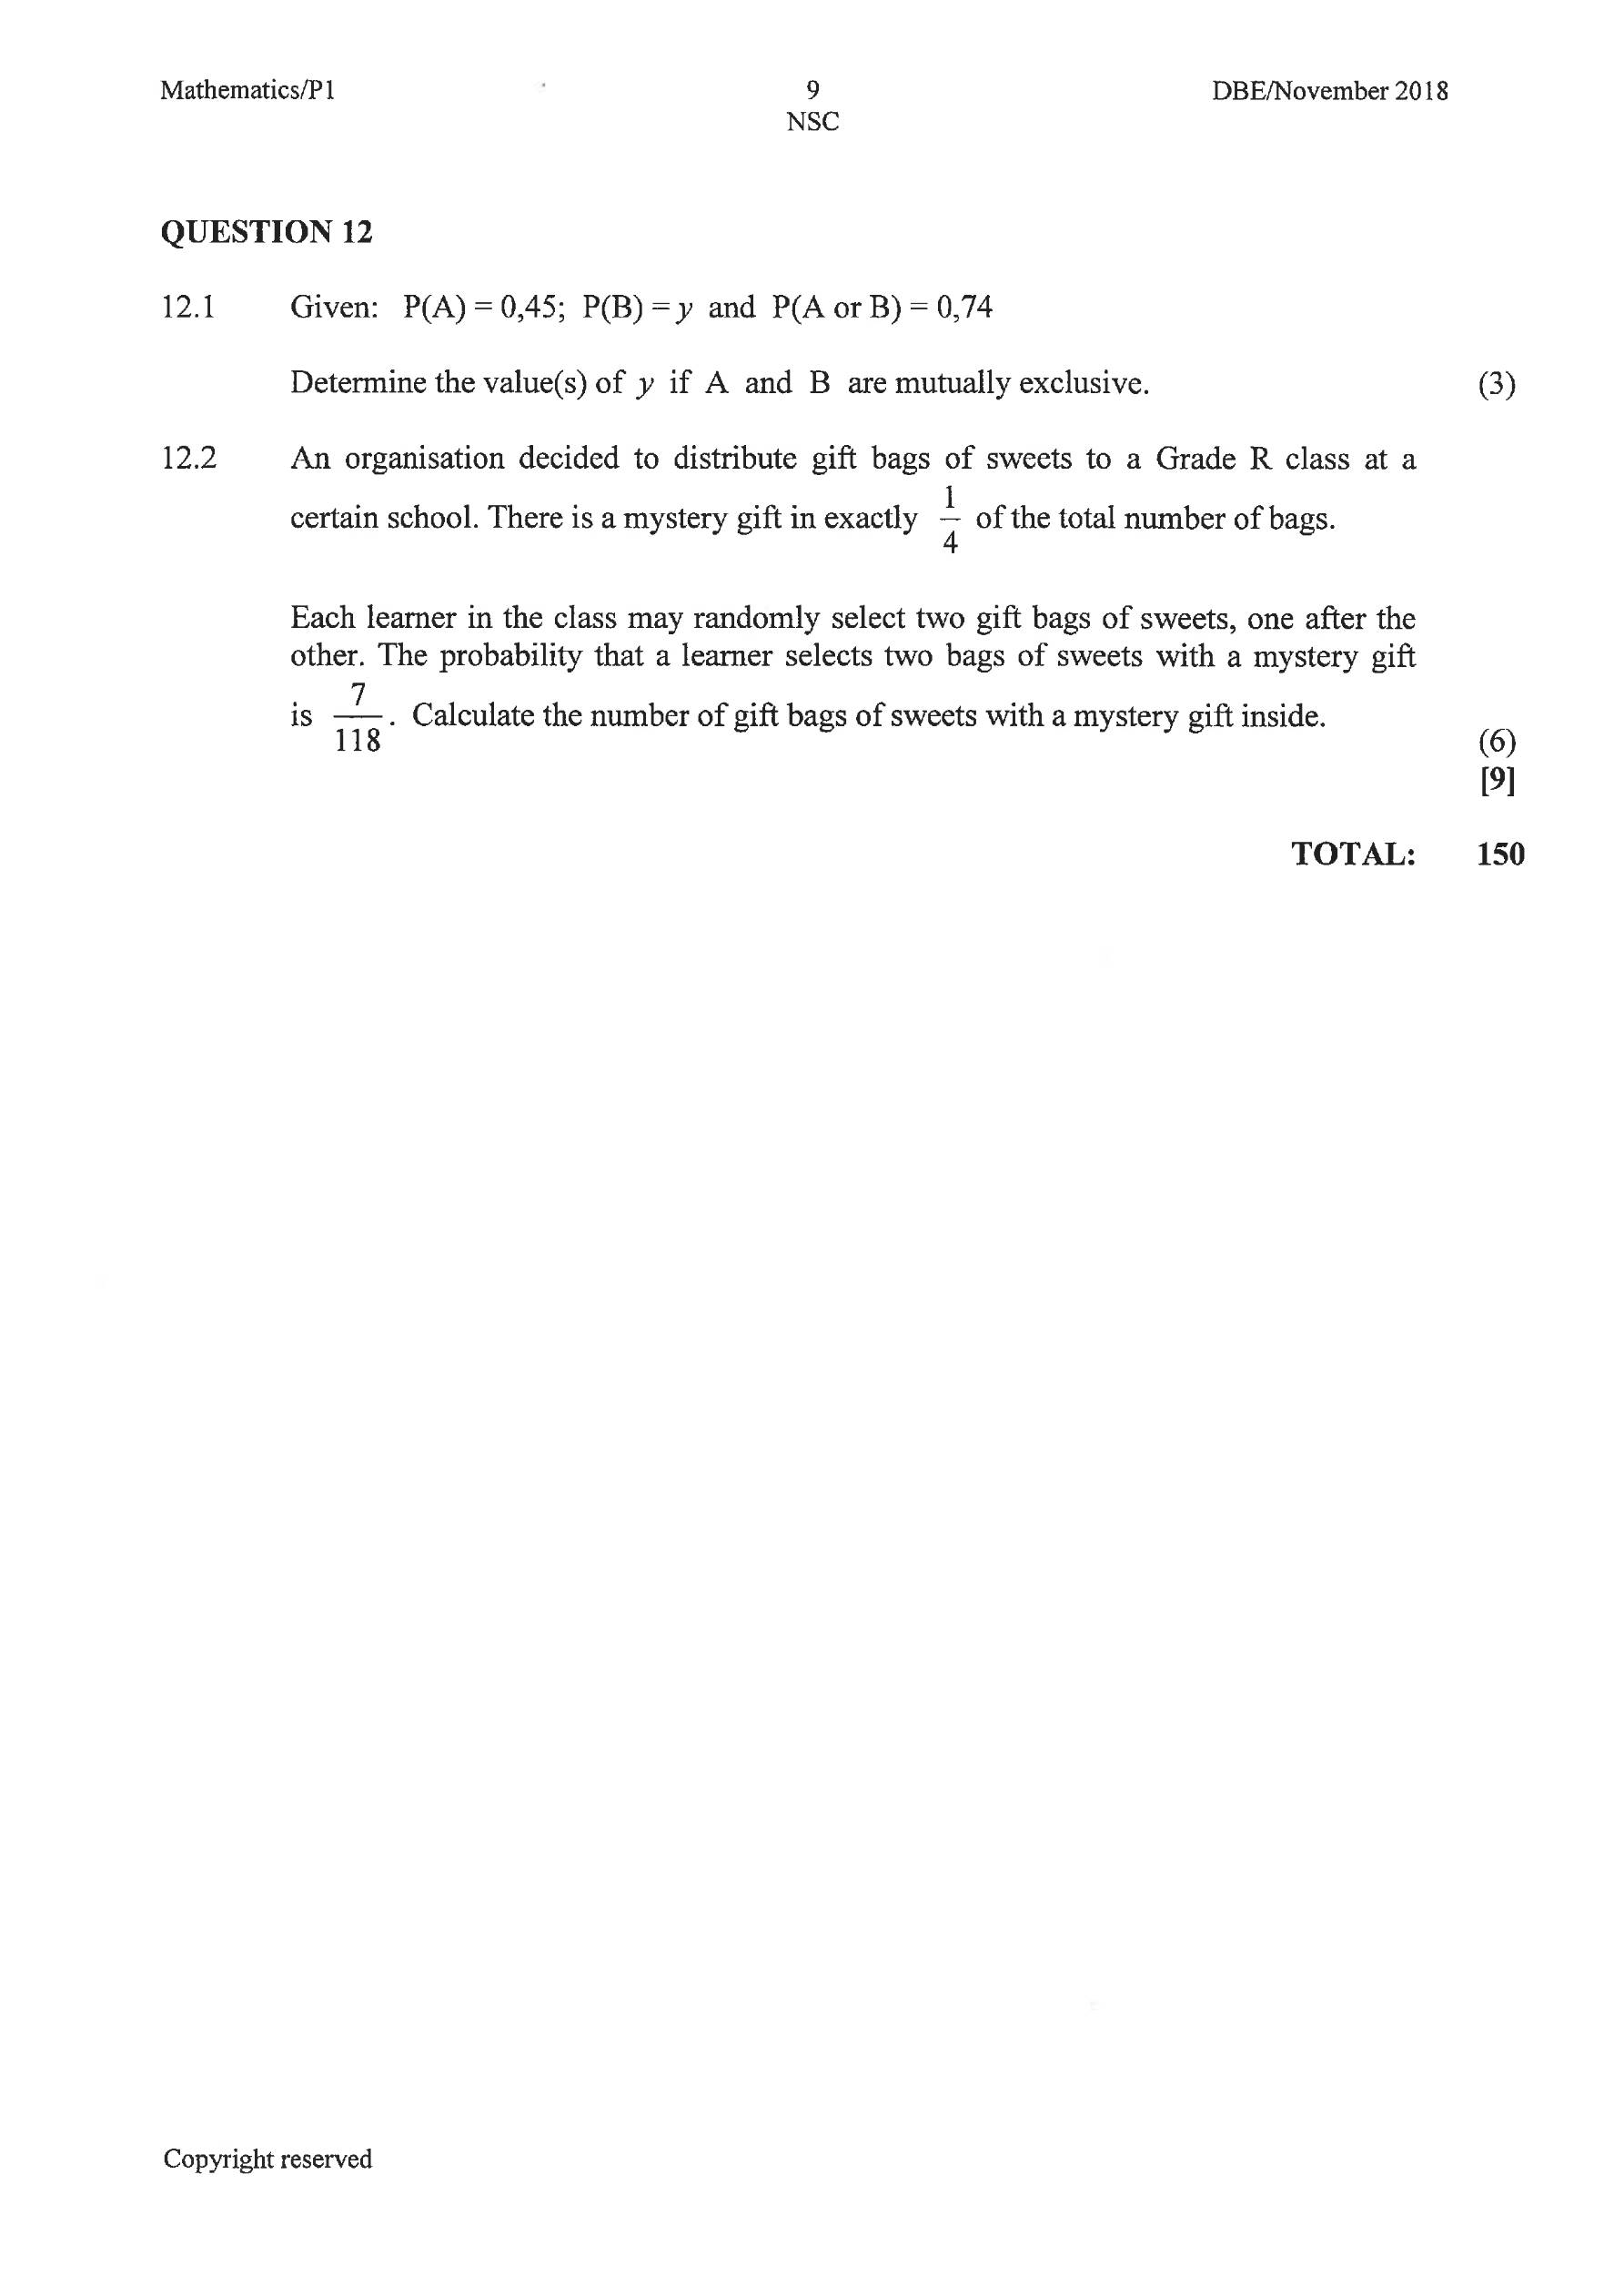 Mathematics/P1 9 DBE/November 2018
NSC
QUESTION 12
12.1 Given: P(A) = 0,45; P(B) = y and P(A or B) = 0,74
Determine the value(s) of y if A and B are mutually exclusive. (3)
12.2 An organisation decided to distribute gift bags of sweets to a Grade R class at a
certain school. There is a mystery gift in exactly 1/4 of the total number of bags.
Each learner in the class may randomly select two gift bags of sweets, one after the
other. The probability that a learner selects two bags of sweets with a mystery gift
is 7/118. Calculate the number of gift bags of sweets with a mystery gift inside. (6)
[9]
TOTAL: 150
Copyright reserved